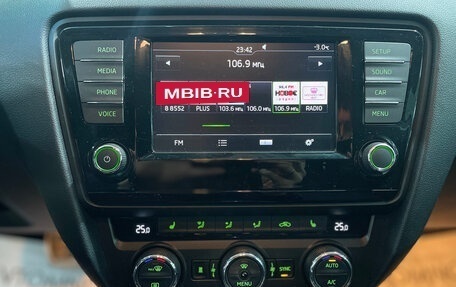 23:42
-3.0°C
RADIO
MEDIA
PHONE
VOICE
106.9 МГЦ
MBIB·RU
8 8552 PLUS 103.6 МГЦ 106.0 106.9 МГЦ RADIO
FM
SETUP
SOUND
CAR
MENU
25.0
25.0
MAX
MENU
SYNC
AUTO
A/C